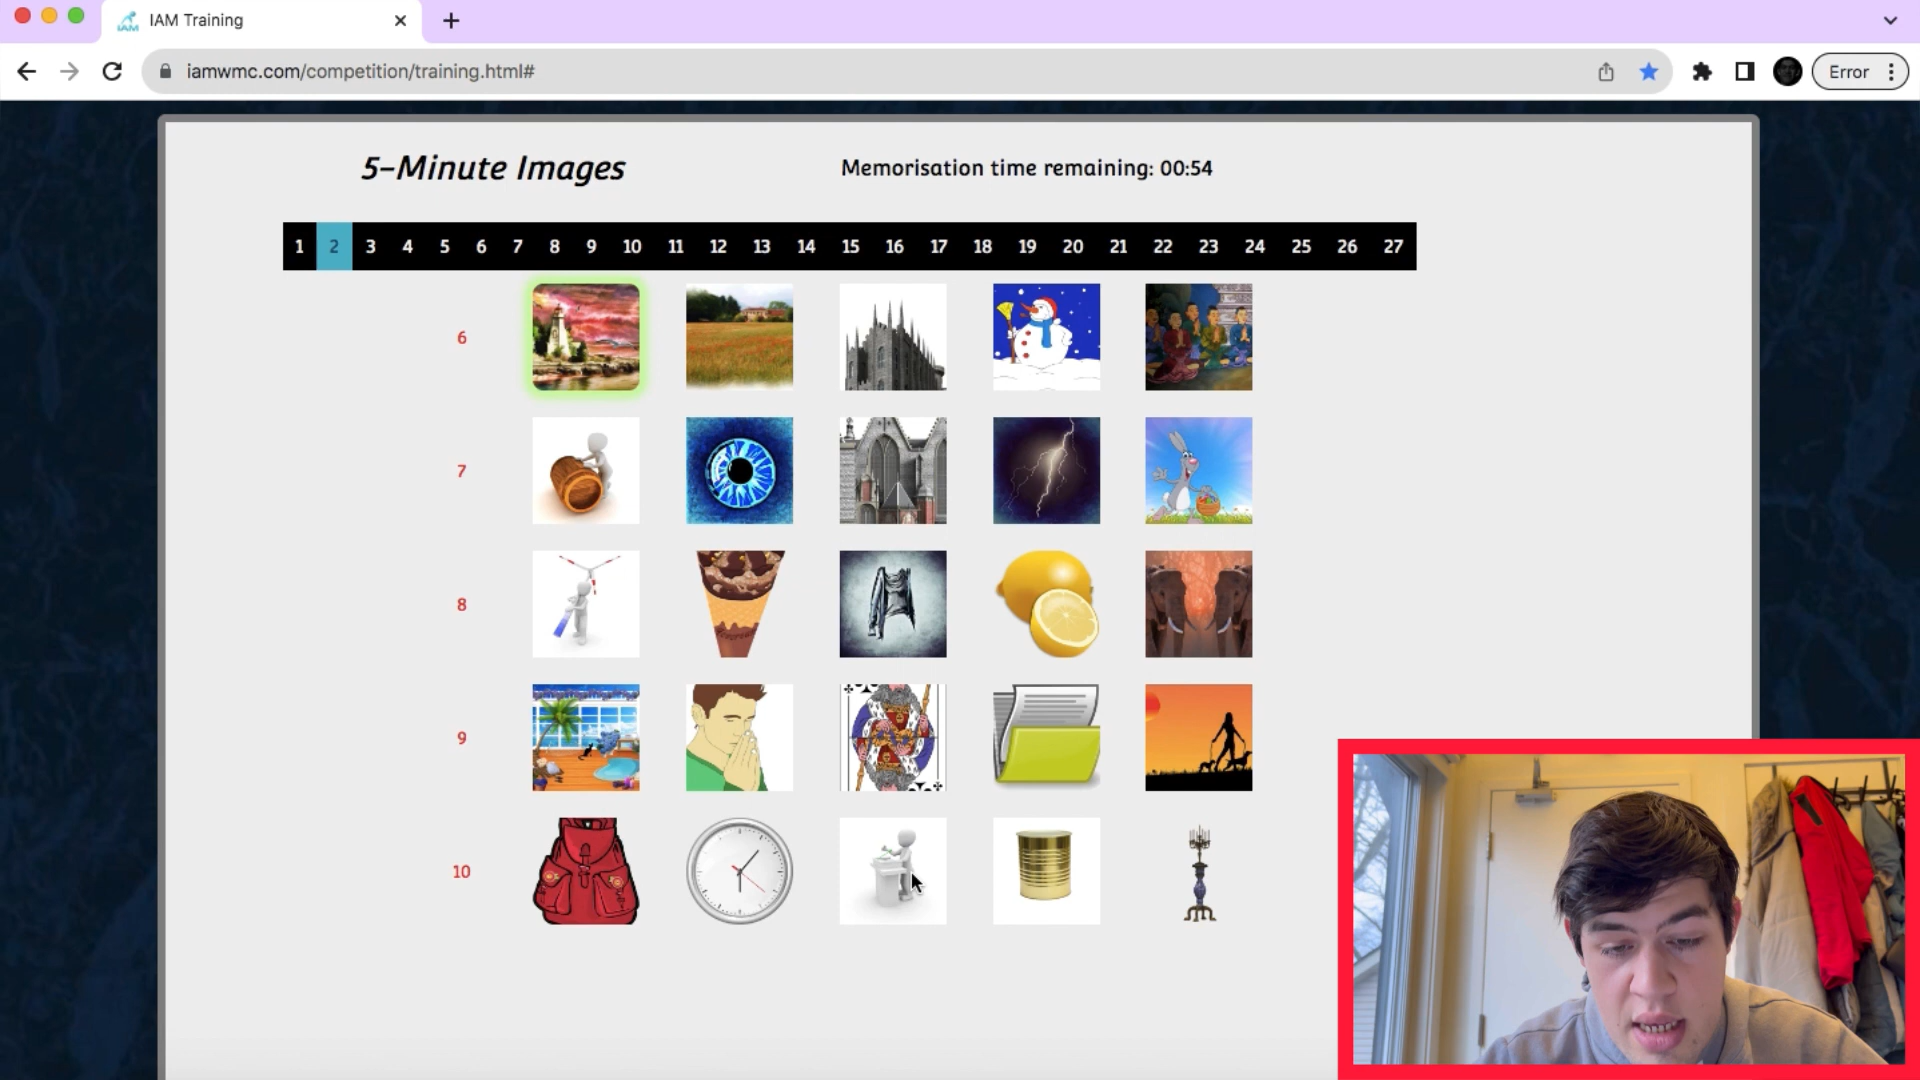 IAM Training
iamwmc.com/competition/training.html#
Error
5-Minute Images
Memorisation time remaining: 00:54
1 2 3 4 5 6 7 8 9 10 11 12 13 14 15 16 17 18 19 20 21 22 23 24 25 26 27
6
7
8
9
10